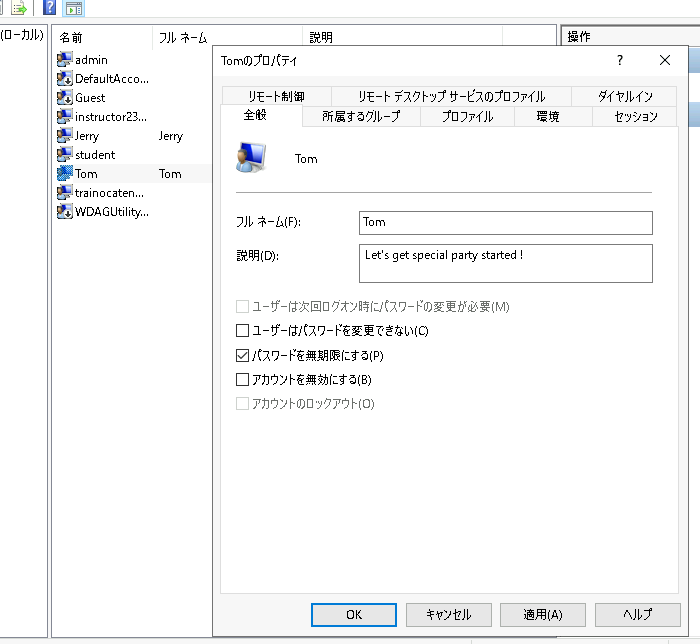 (ローカル)
名前 フル ネーム 説明
操作
admin
DefaultAcco...
Guest
instructor23...
Jerry Jerry
student
Tom Tom
trainocaten...
WDAGUtility...
Tomのプロパティ
リモート制御 リモート デスクトップ サービスのプロファイル ダイヤルイン
全般 所属するグループ プロファイル 環境 セッション
Tom
フル ネーム(F): Tom
説明(D): Let's get special party started !
ユーザーは次回ログオン時にパスワードの変更が必要(M)
ユーザーはパスワードを変更できない(C)
パスワードを無期限にする(P)
アカウントを無効にする(B)
アカウントのロックアウト(O)
OK キャンセル 適用(A) ヘルプ